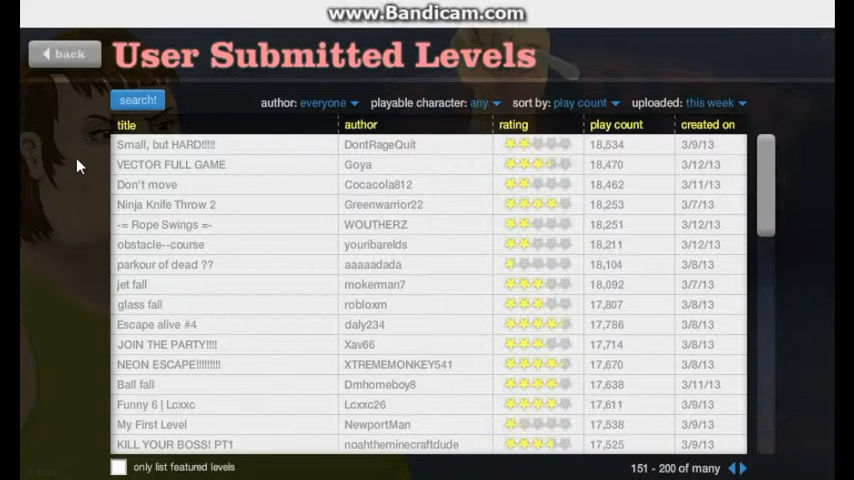 www.Bandicam.com
back
User Submitted Levels
search!
author: everyone playable character: any sort by: play count uploaded: this week
title author rating play count created on
Small, but HARD!!!!! DontRageQuit 18,534 3/9/13
VECTOR FULL GAME Goya 18,470 3/12/13
Don't move Cocacola812 18,462 3/11/13
Ninja Knife Throw 2 Greenwarrior22 18,253 3/7/13
-= Rope Swings =- WOUTHERZ 18,251 3/12/13
obstacle--course youribarelds 18,211 3/12/13
parkour of dead ?? aaaaadada 18,104 3/8/13
jet fall mokerman7 18,092 3/7/13
glass fall robloxm 17,807 3/8/13
Escape alive #4 daly234 17,786 3/8/13
JOIN THE PARTY!!!! Xav66 17,714 3/8/13
NEON ESCAPE!!!!!!!!! XTREMEMONKEY541 17,670 3/8/13
Ball fall Dmhomeboy8 17,638 3/11/13
Funny 6 | Lcxxc Lcxxc26 17,611 3/9/13
My First Level NewportMan 17,538 3/9/13
KILL YOUR BOSS! PT1 noahtheminecraftdude 17,525 3/9/13
only list featured levels 151 - 200 of many